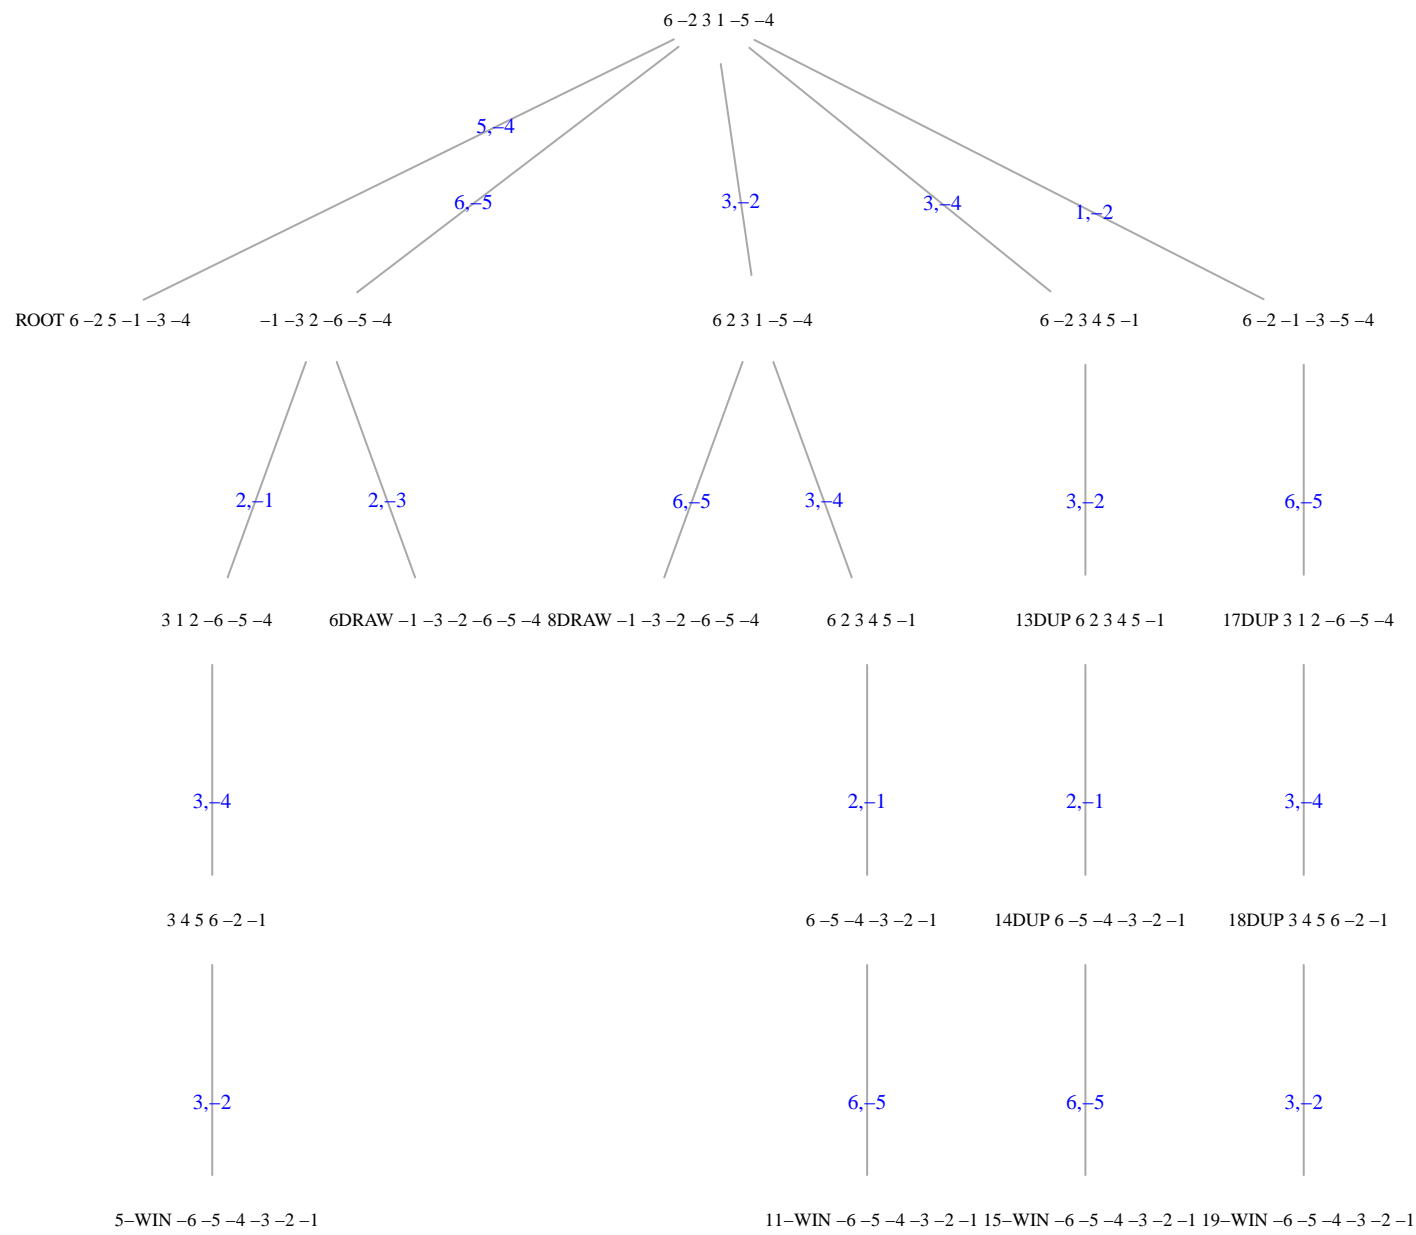 6 –2 3 1 –5 –4
5,–4
6,–5
3,–2
3,–4
1,–2
ROOT 6 –2 5 –1 –3 –4
–1 –3 2 –6 –5 –4
6 2 3 1 –5 –4
6 –2 3 4 5 –1
6 –2 –1 –3 –5 –4
2,–1
2,–3
6,–5
3,–4
3,–2
6,–5
3 1 2 –6 –5 –4
6DRAW –1 –3 –2 –6 –5 –4
8DRAW –1 –3 –2 –6 –5 –4
6 2 3 4 5 –1
13DUP 6 2 3 4 5 –1
17DUP 3 1 2 –6 –5 –4
3,–4
2,–1
2,–1
3,–4
3 4 5 6 –2 –1
6 –5 –4 –3 –2 –1
14DUP 6 –5 –4 –3 –2 –1
18DUP 3 4 5 6 –2 –1
3,–2
6,–5
6,–5
3,–2
5–WIN –6 –5 –4 –3 –2 –1
11–WIN –6 –5 –4 –3 –2 –1
15–WIN –6 –5 –4 –3 –2 –1
19–WIN –6 –5 –4 –3 –2 –1